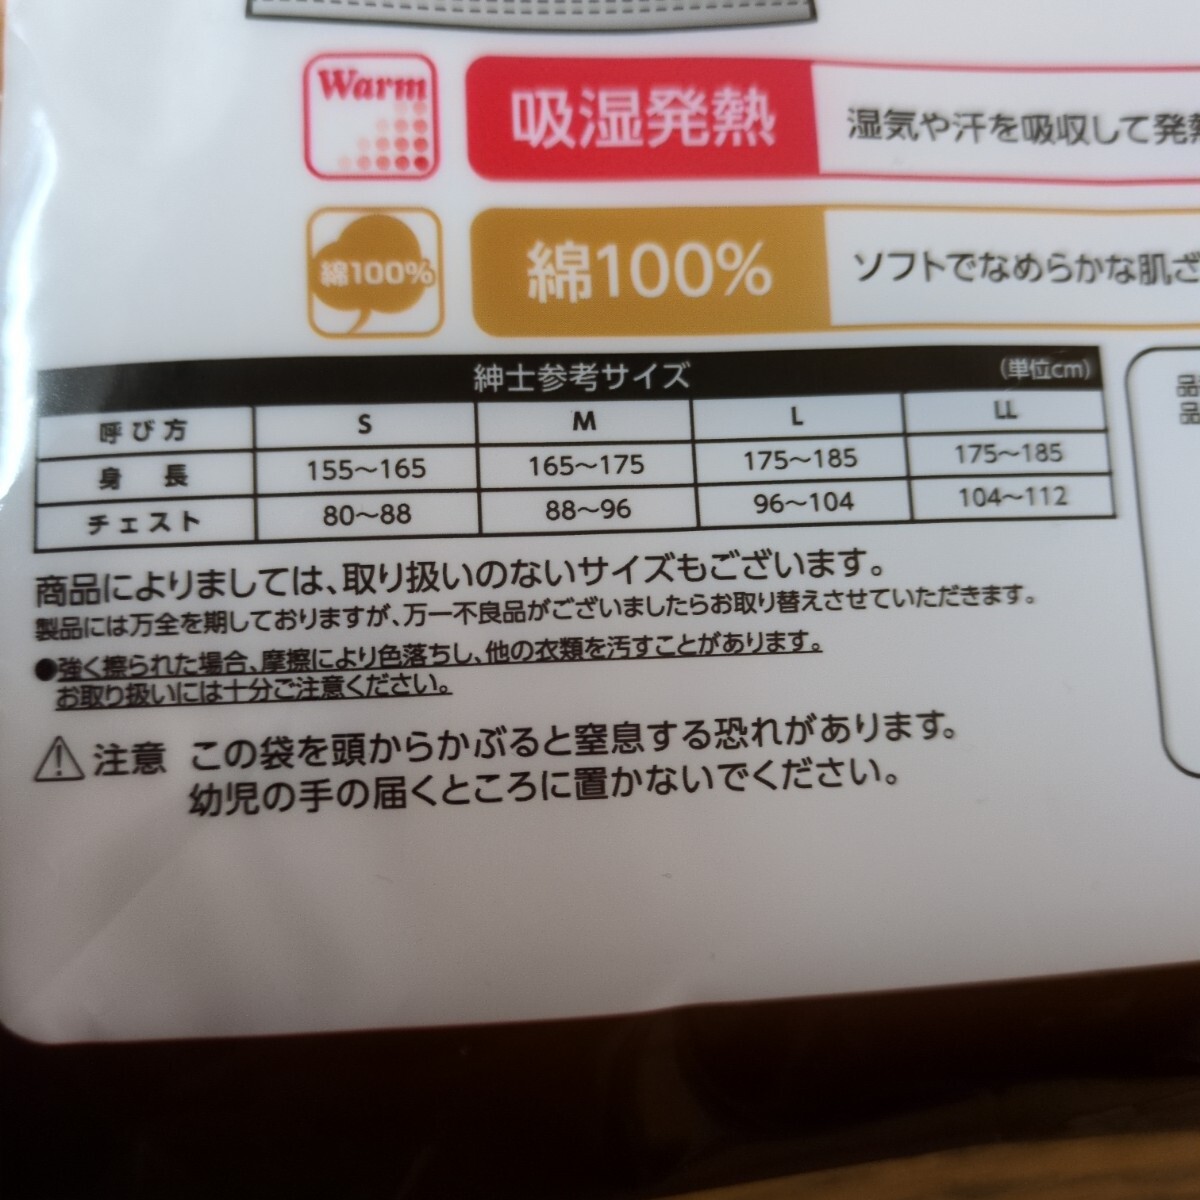 Warm
吸湿発熱
湿気や汗を吸収して発熱
綿100%
綿100%
ソフトでなめらかな肌ざ
紳士参考サイズ
(単位cm)
呼び方 S M L LL
身 長 155～165 165～175 175～185 175～185
チェスト 80～88 88～96 96～104 104～112
商品によりましては、取り扱いのないサイズもございます。
製品には万全を期しておりますが、万一不良品がございましたらお取り替えさせていただきます。
●強く擦られた場合、摩擦により色落ちし、他の衣類を汚すことがあります。
お取り扱いには十分ご注意ください。
⚠注意 この袋を頭からかぶると窒息する恐れがあります。
幼児の手の届くところに置かないでください。
品
品